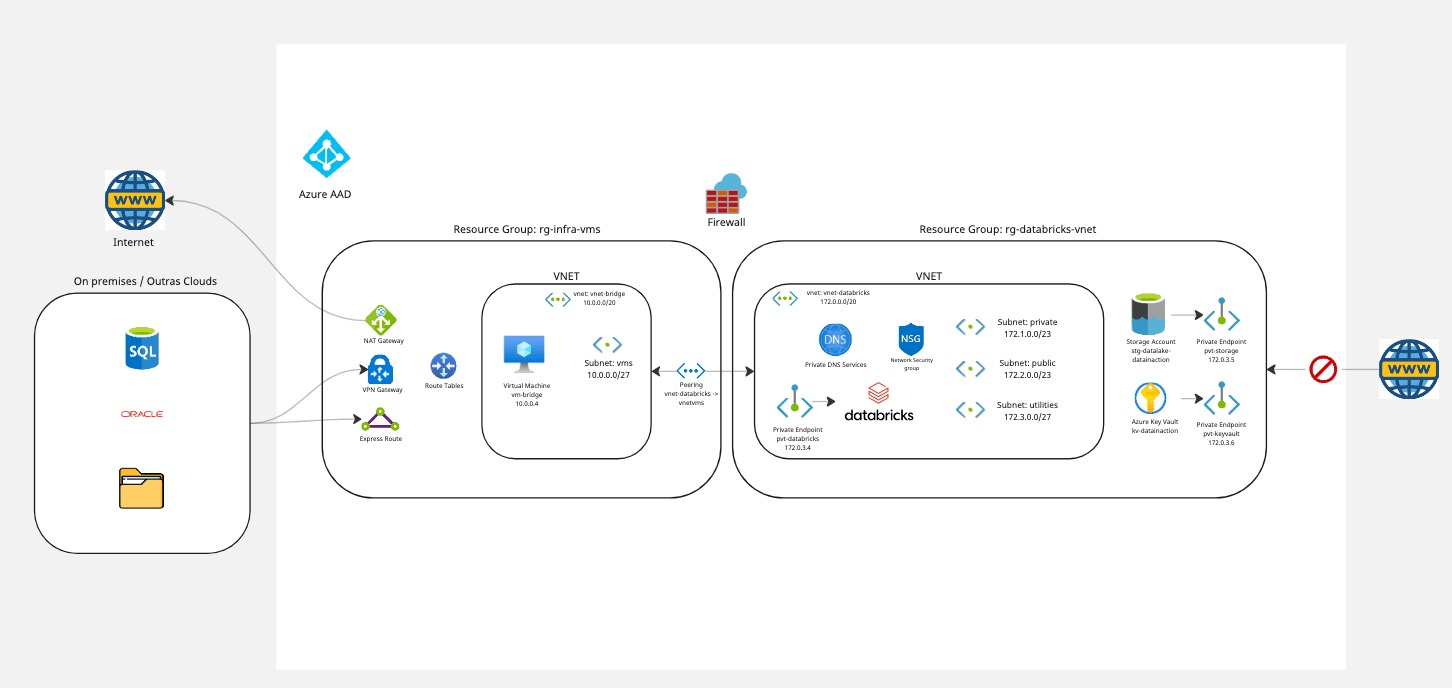 Azure AAD
WWW
Internet
Firewall
On premises / Outras Clouds
SQL
ORACLE
Resource Group: rg-infra-vms
NAT Gateway
VPN Gateway
Express Route
Route Tables
VNET
vnet: vnet-bridge
10.0.0.0/20
Virtual Machine
vm-bridge
10.0.0.4
Subnet: vms
10.0.0.0/27
Peering
vnet-databricks ->
vnetvms
Resource Group: rg-databricks-vnet
VNET
vnet: vnet-databricks
172.0.0.0/20
DNS
Private DNS Services
NSG
Network Security
group
Private Endpoint
pvt-databricks
172.0.3.4
databricks
Subnet: private
172.1.0.0/23
Subnet: public
172.2.0.0/23
Subnet: utilities
172.3.0.0/27
Storage Account
stg-datalake-
datainaction
Private Endpoint
pvt-storage
172.0.3.5
Azure Key Vault
kv-datainaction
Private Endpoint
pvt-keyvault
172.0.3.6
WWW